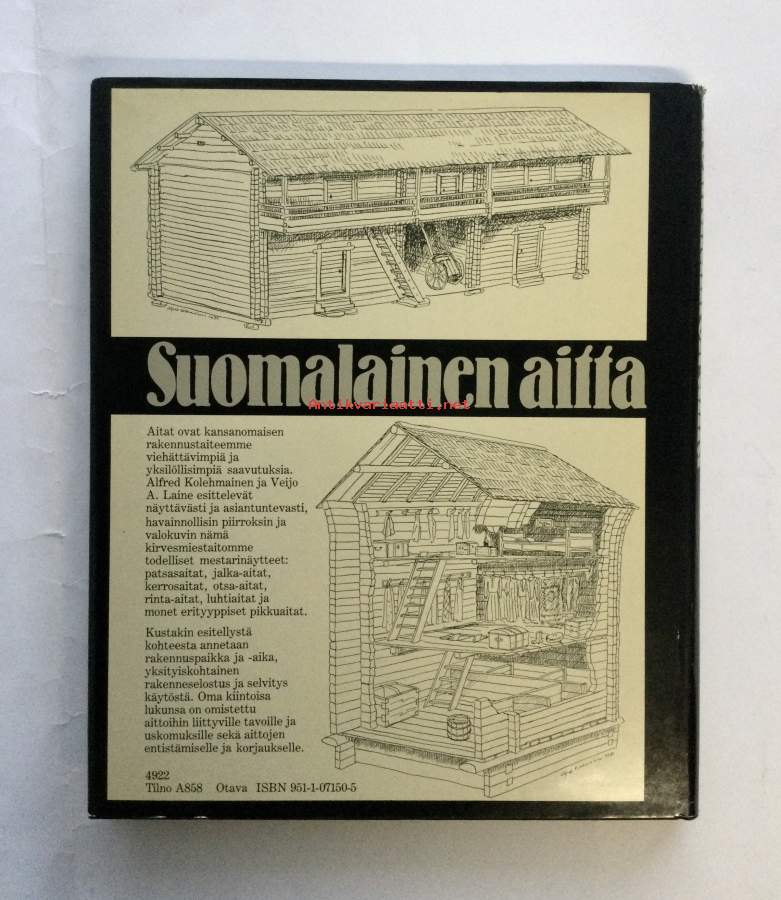 Suomalainen aitta
Antikvariaatti.net
Aitat ovat kansanomaisen
rakennustaiteemme
viehättävimpiä ja
yksilöllisimpiä saavutuksia.
Alfred Kolehmainen ja Veijo
A. Laine esittelevät
näyttävästi ja asiantuntevasti,
havainnollisin piirroksin ja
valokuvin nämä
kirvesmiestaitomme
todelliset mestarinäytteet:
patsasaitat, jalka-aitat,
kerrosaitat, otsa-aitat,
rinta-aitat, luhtiaitat ja
monet erityyppiset pikkuaitat.
Kustakin esitellystä
kohteesta annetaan
rakennuspaikka ja -aika,
yksityiskohtainen
rakenneselostus ja selvitys
käytöstä. Oma kiintoisa
lukunsa on omistettu
aittoihin liittyville tavoille ja
uskomuksille sekä aittojen
entistämiselle ja korjaukselle.
4922
Tilno A858 Otava ISBN 951-1-07150-5